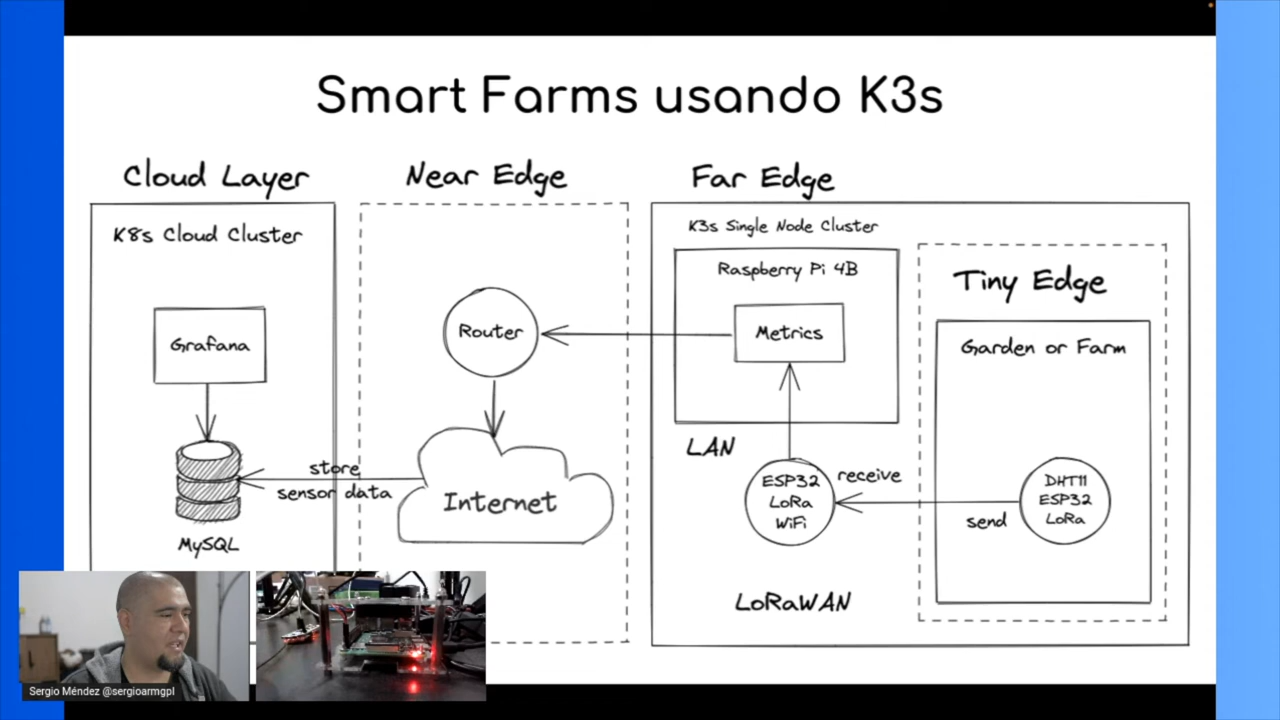 Smart Farms usando K3s
Cloud Layer
K8s Cloud Cluster
Grafana
store
sensor data
MySQL
Near Edge
Router
Internet
Far Edge
K3s Single Node Cluster
Raspberry Pi 4B
Metrics
LAN
ESP32
LoRa
WiFi
receive
send
LoRaWAN
Tiny Edge
Garden or Farm
DHT11
ESP32
LoRa
Sergio Méndez @sergioarmgpl